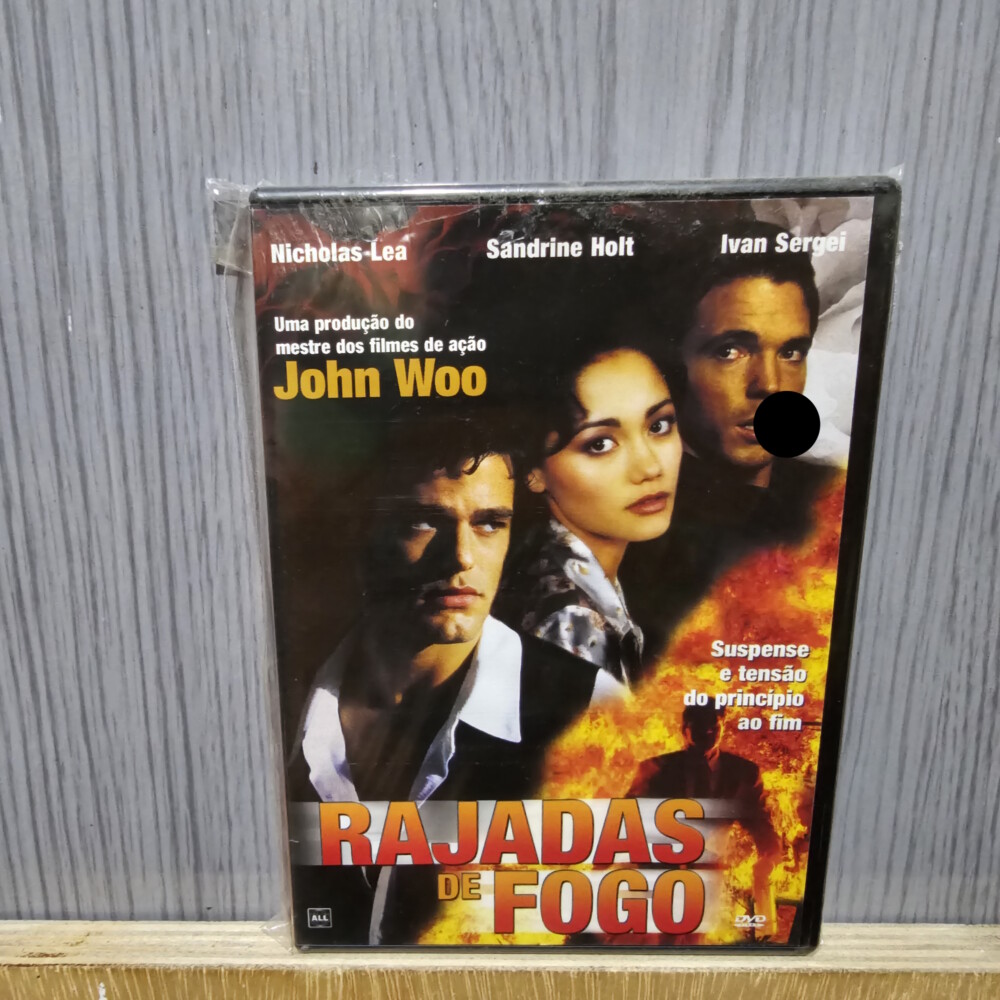 Nicholas Lea
Sandrine Holt
Ivan Sergei
Uma produção do
mestre dos filmes de ação
John Woo
Suspense
e tensão
do princípio
ao fim
RAJADAS
DE FOGO
ALL
DVD